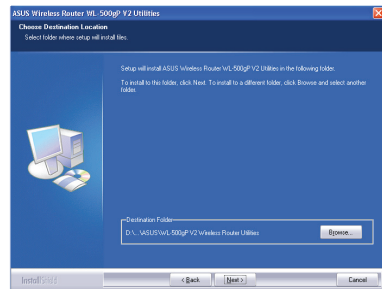 ASUS Wireless Router WL-500gP V2 Utilities
Choose Destination Location
Select folder where setup will install files.
Setup will install ASUS Wireless Router WL-500gP V2 Utilities in the following folder.
To install to this folder, click Next. To install to a different folder, click Browse and select another
folder.
Destination Folder
D:\...\ASUS\WL-500gP V2 Wireless Router Utilities
Browse...
InstallShield
< Back
Next >
Cancel